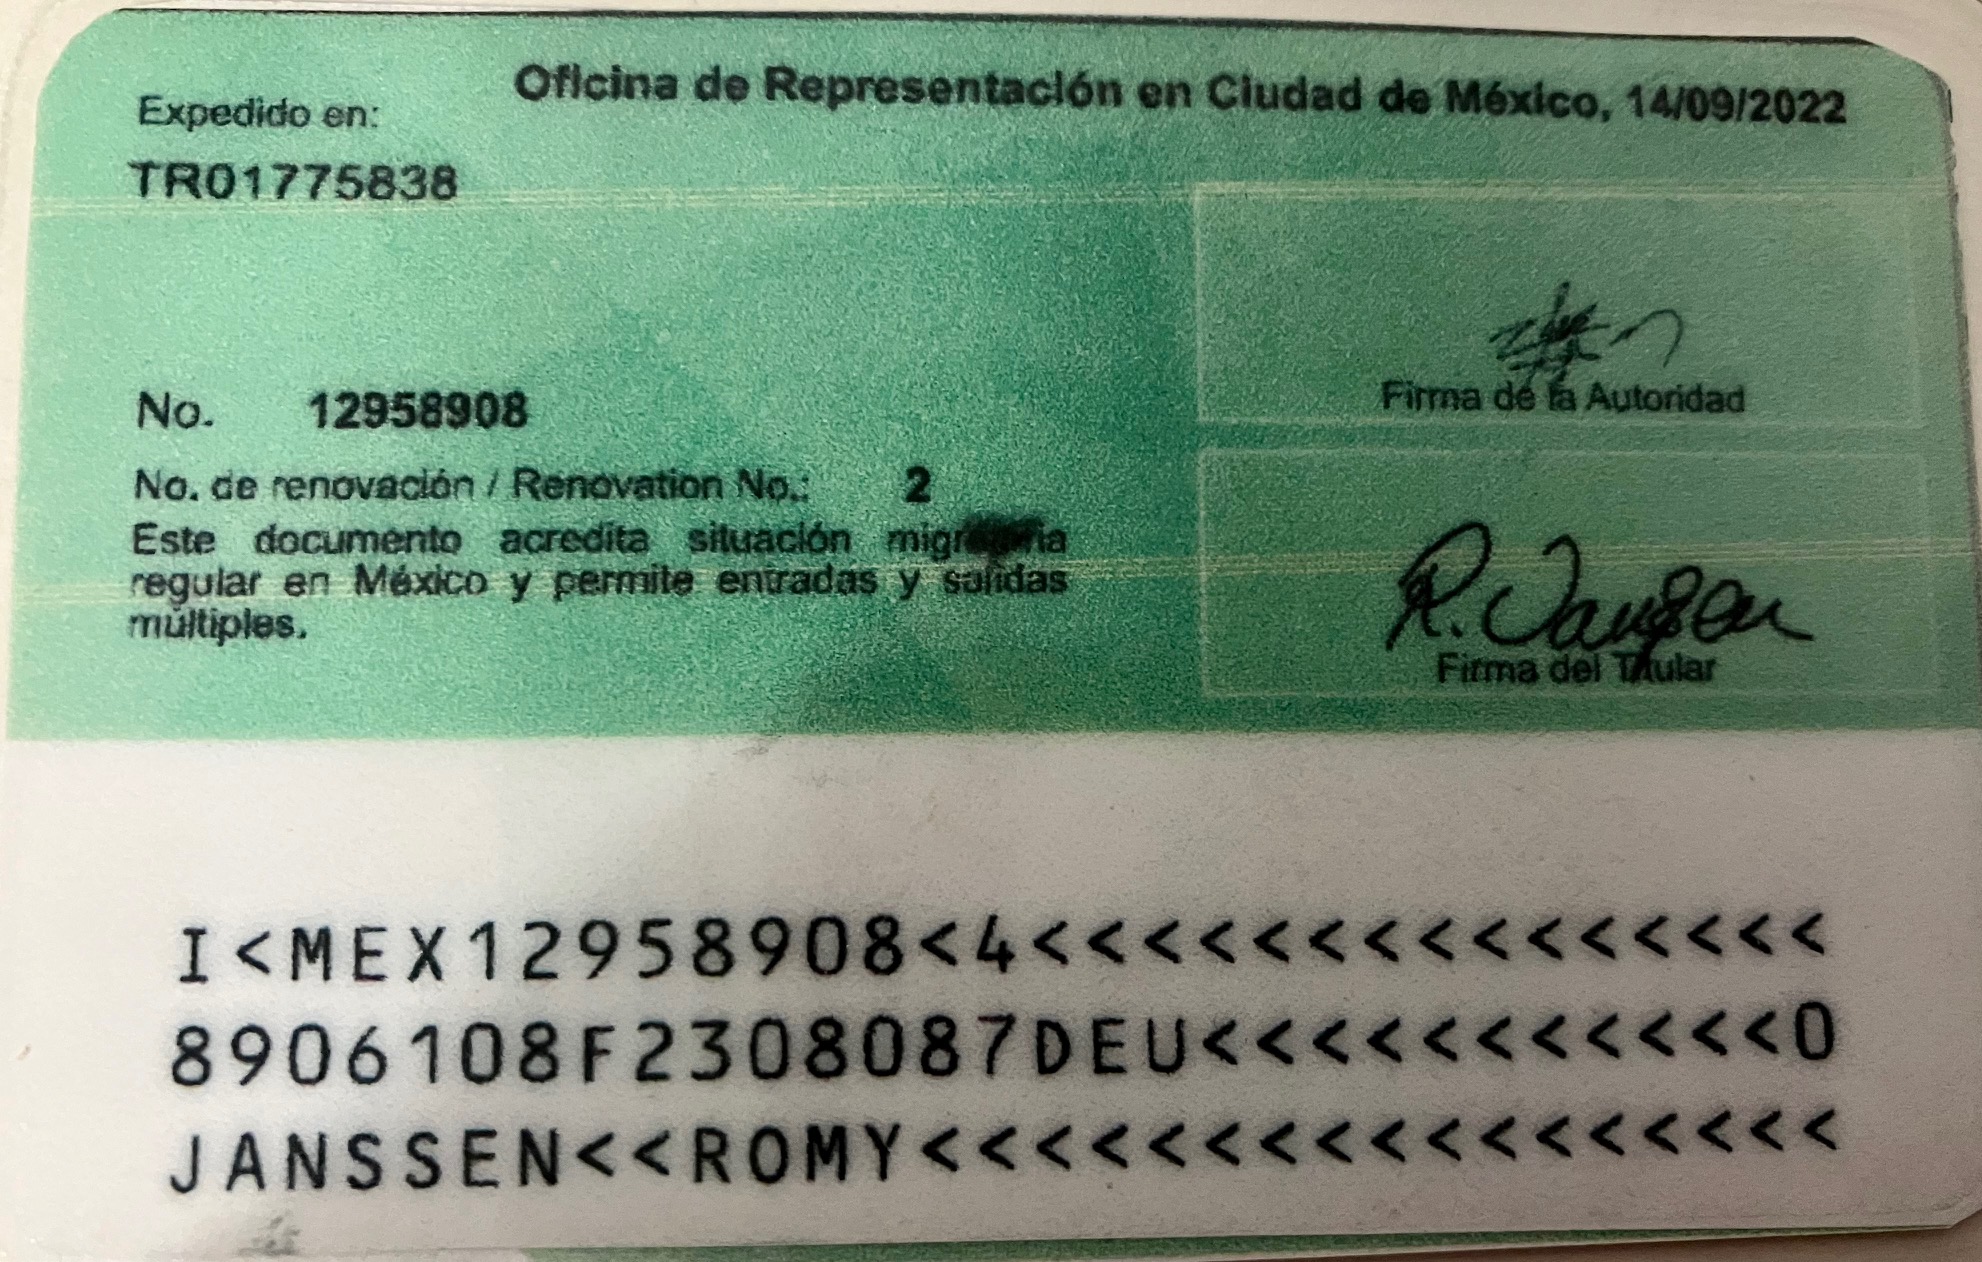 Expedido en:
Oficina de Representación en Ciudad de México, 14/09/2022
TR01775838
Firma de la Autoridad
No. 12958908
No. de renovación / Renovation No.: 2
Este documento acredita situación migratoria
regular en México y permite entradas y salidas
múltiples.
R. Janssen
Firma del Titular
I<MEX12958908<4<<<<<<<<<<<<<<<
8906108F2308087DEU<<<<<<<<<<<0
JANSSEN<<ROMY<<<<<<<<<<<<<<<<<